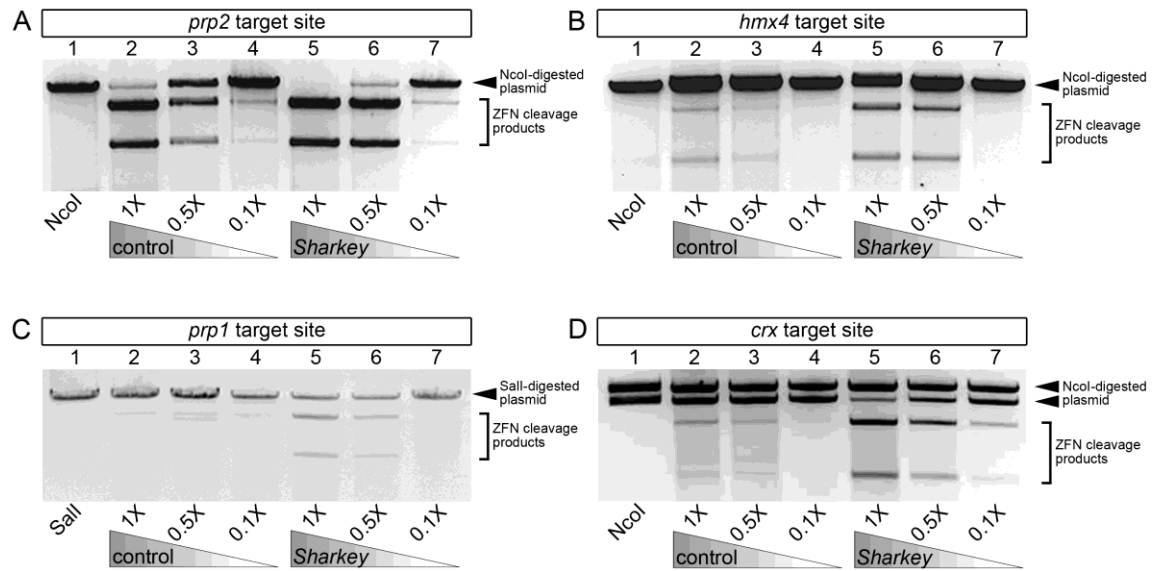 A
prp2 target site
1 2 3 4 5 6 7
NcoI-digested
plasmid
ZFN cleavage
products
NcoI 1X 0.5X 0.1X 1X 0.5X 0.1X
control Sharkey
B
hmx4 target site
1 2 3 4 5 6 7
NcoI-digested
plasmid
ZFN cleavage
products
NcoI 1X 0.5X 0.1X 1X 0.5X 0.1X
control Sharkey
C
prp1 target site
1 2 3 4 5 6 7
SalI-digested
plasmid
ZFN cleavage
products
SalI 1X 0.5X 0.1X 1X 0.5X 0.1X
control Sharkey
D
crx target site
1 2 3 4 5 6 7
NcoI-digested
plasmid
ZFN cleavage
products
NcoI 1X 0.5X 0.1X 1X 0.5X 0.1X
control Sharkey